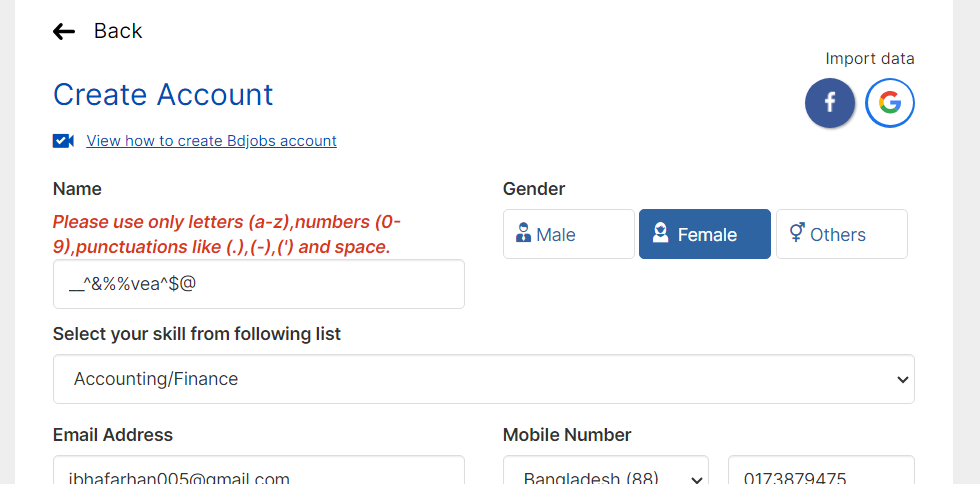 Back
Import data
Create Account
View how to create Bdjobs account
Name
Gender
Please use only letters (a-z),numbers (0-
9),punctuations like (.),(-),(') and space.
Male
Female
Others
__^&%%vea^$@
Select your skill from following list
Accounting/Finance
Email Address
Mobile Number
ibhafarhan005@gmail.com
Bangladesh (88)
0173879475